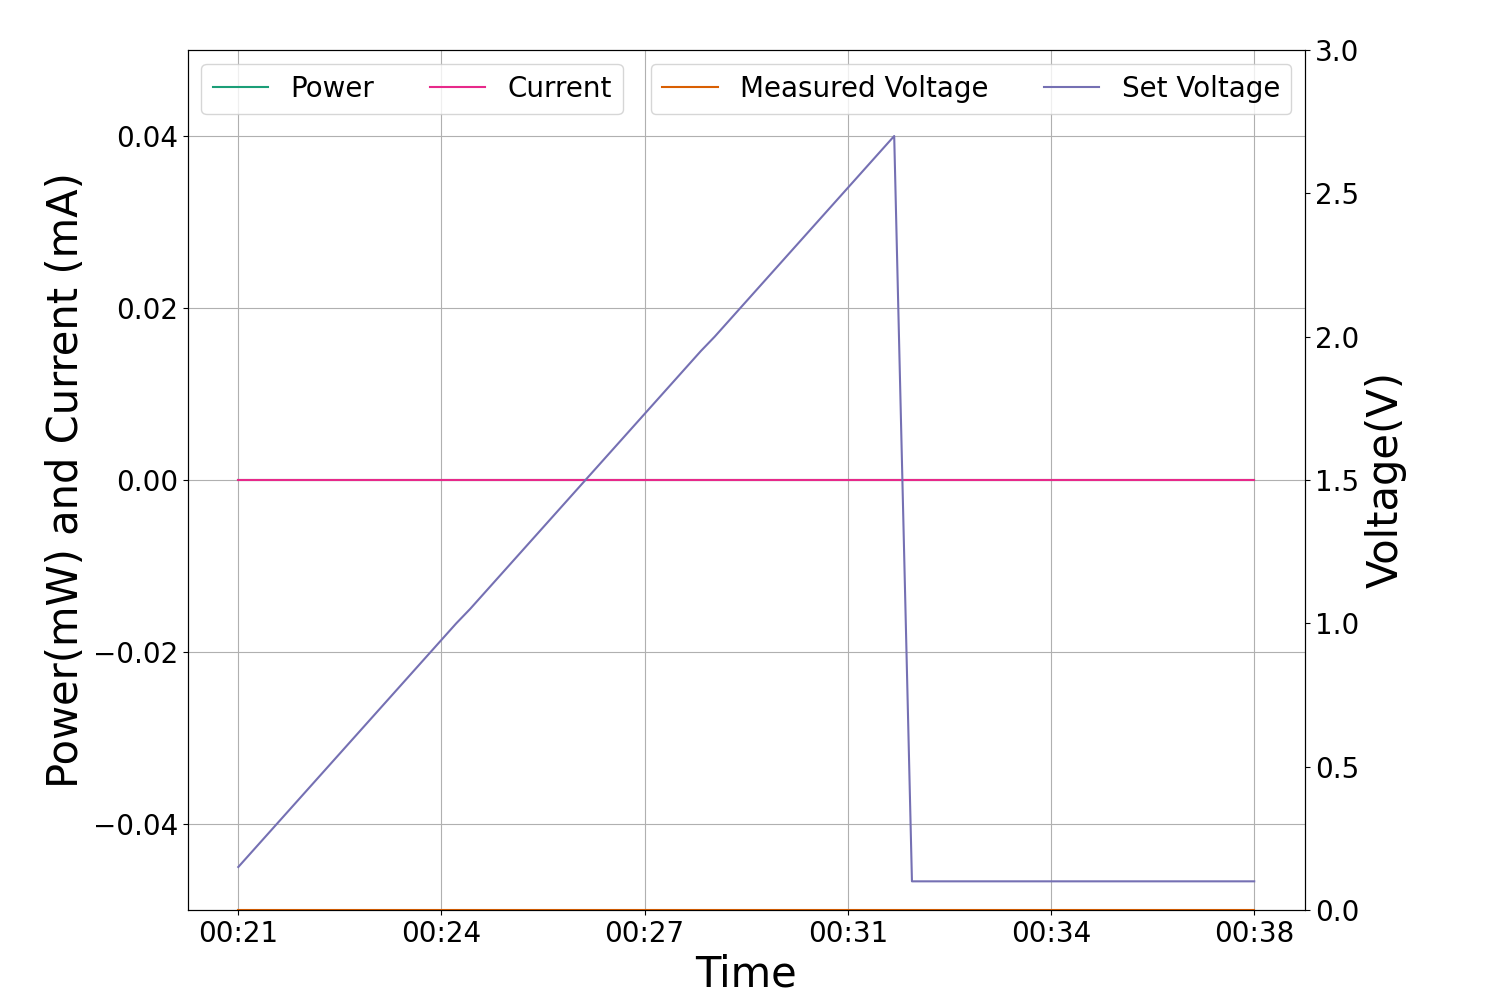 Power Current Measured Voltage Set Voltage
Power(mW) and Current (mA)
0.04
0.02
0.00
−0.02
−0.04
3.0
2.5
2.0
1.5
1.0
0.5
0.0
Voltage(V)
00:21 00:24 00:27 00:31 00:34 00:38
Time